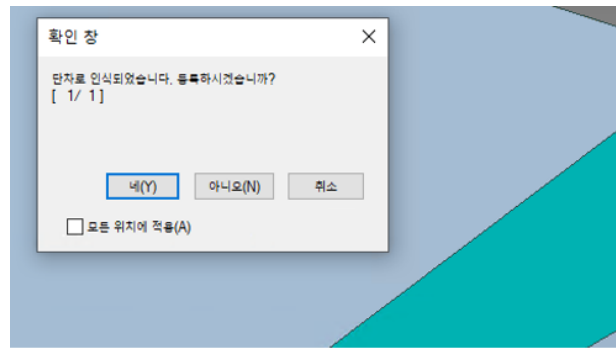 확인 창
단차로 인식되었습니다. 등록하시겠습니까?
[ 1/ 1]
네(Y)
아니오(N)
취소
모든 위치에 적용(A)